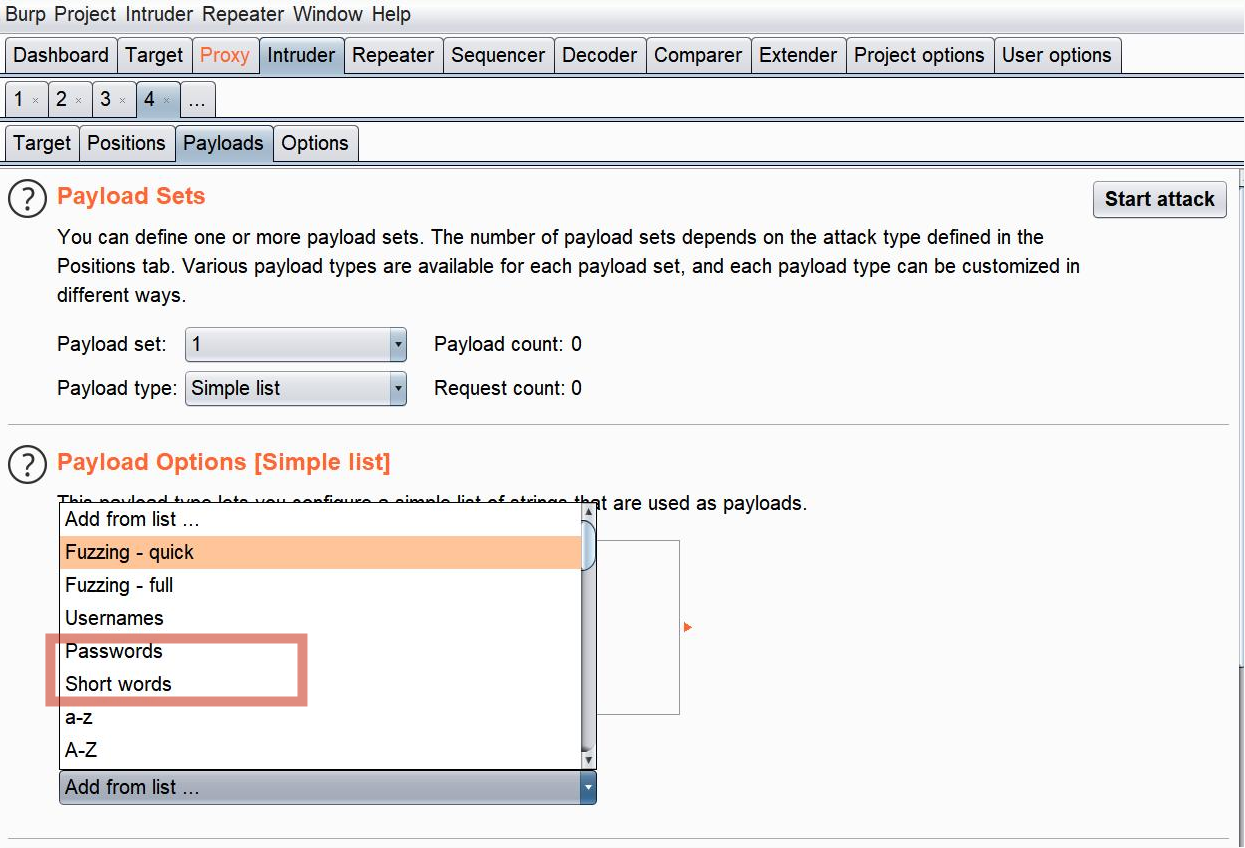 Burp Project Intruder Repeater Window Help
Dashboard Target Proxy Intruder Repeater Sequencer Decoder Comparer Extender Project options User options
1 × 2 × 3 × 4 × ...
Target Positions Payloads Options
? Payload Sets Start attack
You can define one or more payload sets. The number of payload sets depends on the attack type defined in the
Positions tab. Various payload types are available for each payload set, and each payload type can be customized in
different ways.
Payload set: 1 Payload count: 0
Payload type: Simple list Request count: 0
? Payload Options [Simple list]
This payload type lets you configure a simple list of strings that are used as payloads.
Add from list ...
Fuzzing - quick
Fuzzing - full
Usernames
Passwords
Short words
a-z
A-Z
Add from list ...